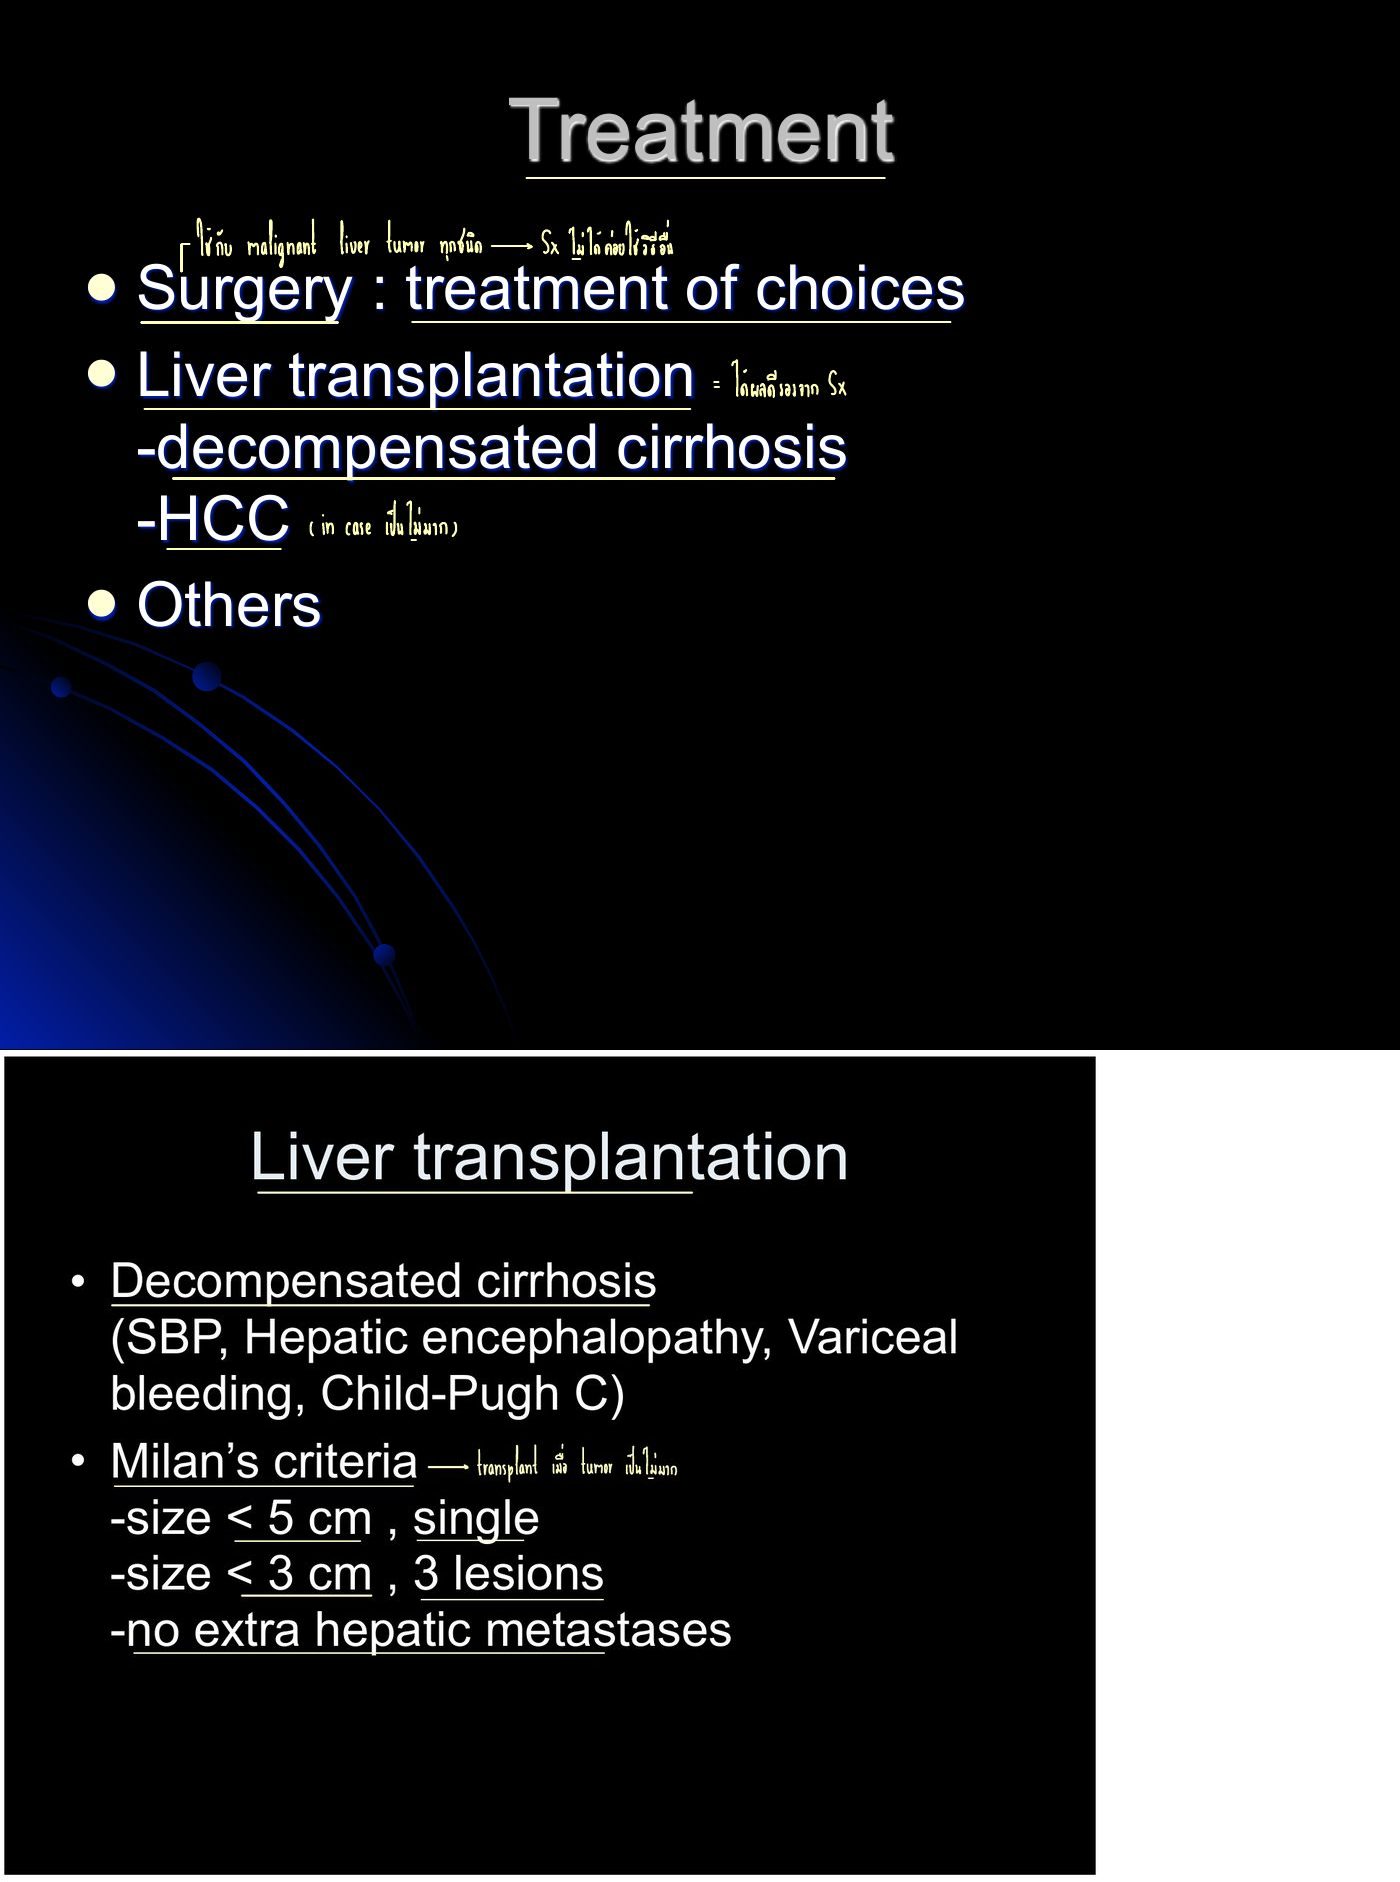 Treatment
ใช้กับ malignant liver tumor ทุกชนิด → Sx ไม่ได้ ค่อยใช้วิธีอื่น
Surgery : treatment of choices
Liver transplantation = ได้ผลดีรองจาก Sx
-decompensated cirrhosis
-HCC ( in case เป็นไม่มาก )
Others
Liver transplantation
• Decompensated cirrhosis
(SBP, Hepatic encephalopathy, Variceal
bleeding, Child-Pugh C)
• Milan’s criteria → transplant เมื่อ tumor เป็นไม่มาก
-size < 5 cm , single
-size < 3 cm , 3 lesions
-no extra hepatic metastases